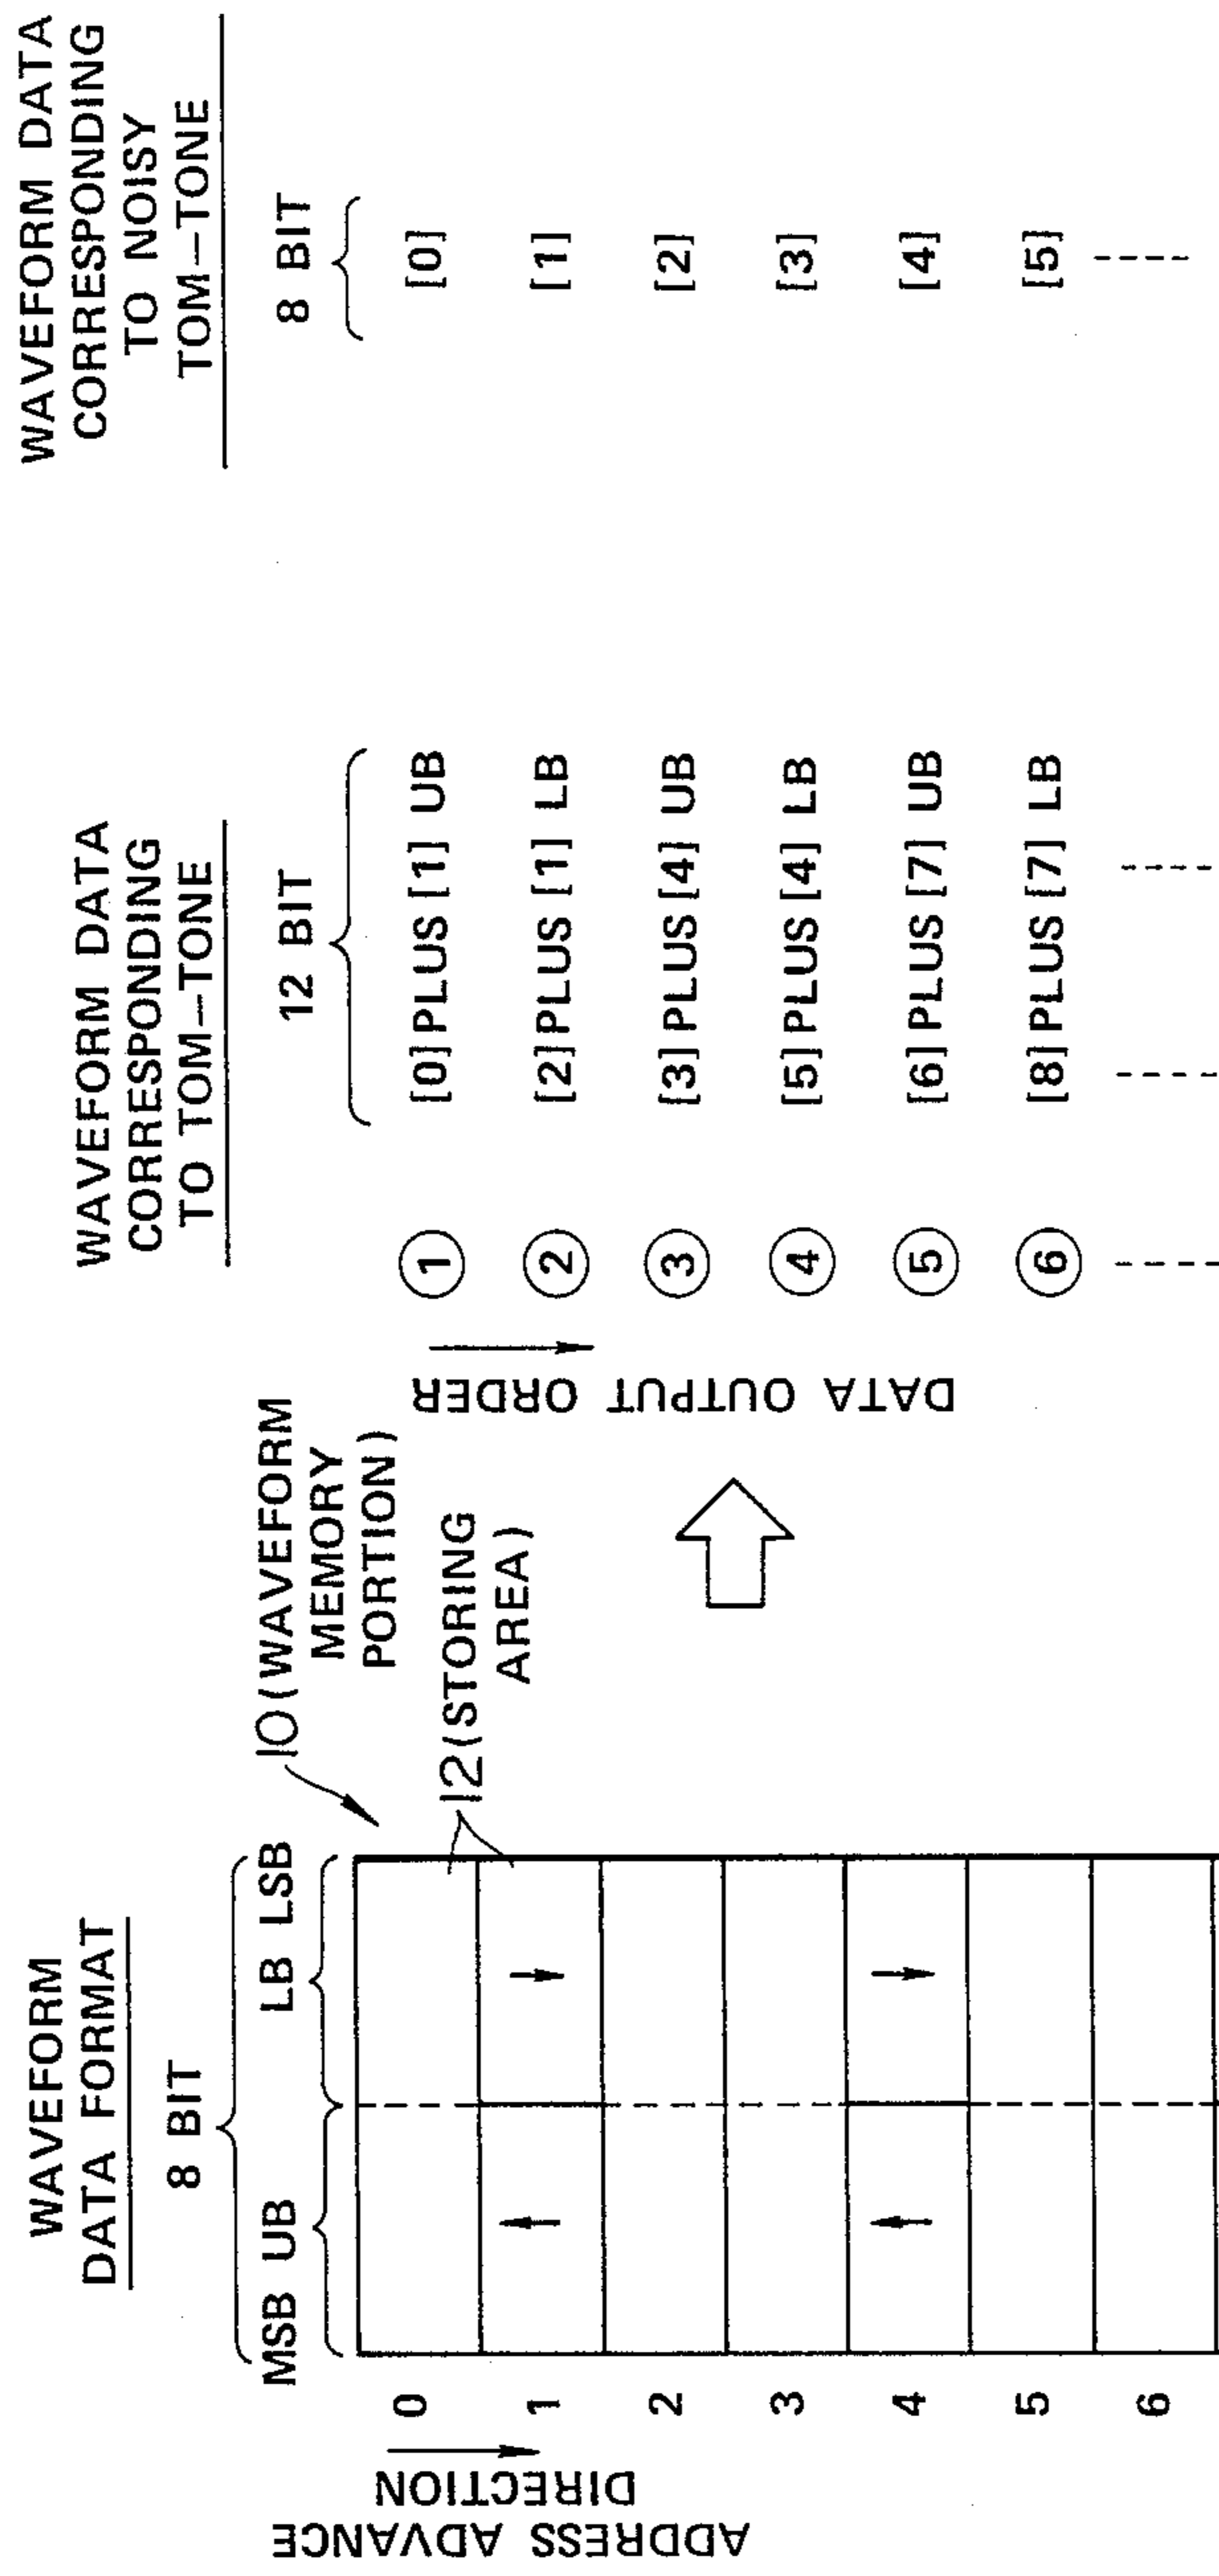 WAVEFORM
DATA FORMAT
8 BIT
MSB UB LB LSB
10(WAVEFORM
MEMORY
PORTION)
12(STORING
AREA)
ADDRESS ADVANCE
DIRECTION
0
1
2
3
4
5
6
DATA OUTPUT ORDER
WAVEFORM DATA
CORRESPONDING
TO TOM-TONE
12 BIT
1 [0] PLUS [1] UB
2 [2] PLUS [1] LB
3 [3] PLUS [4] UB
4 [5] PLUS [4] LB
5 [6] PLUS [7] UB
6 [8] PLUS [7] LB
WAVEFORM DATA
CORRESPONDING
TO NOISY
TOM-TONE
8 BIT
[0]
[1]
[2]
[3]
[4]
[5]